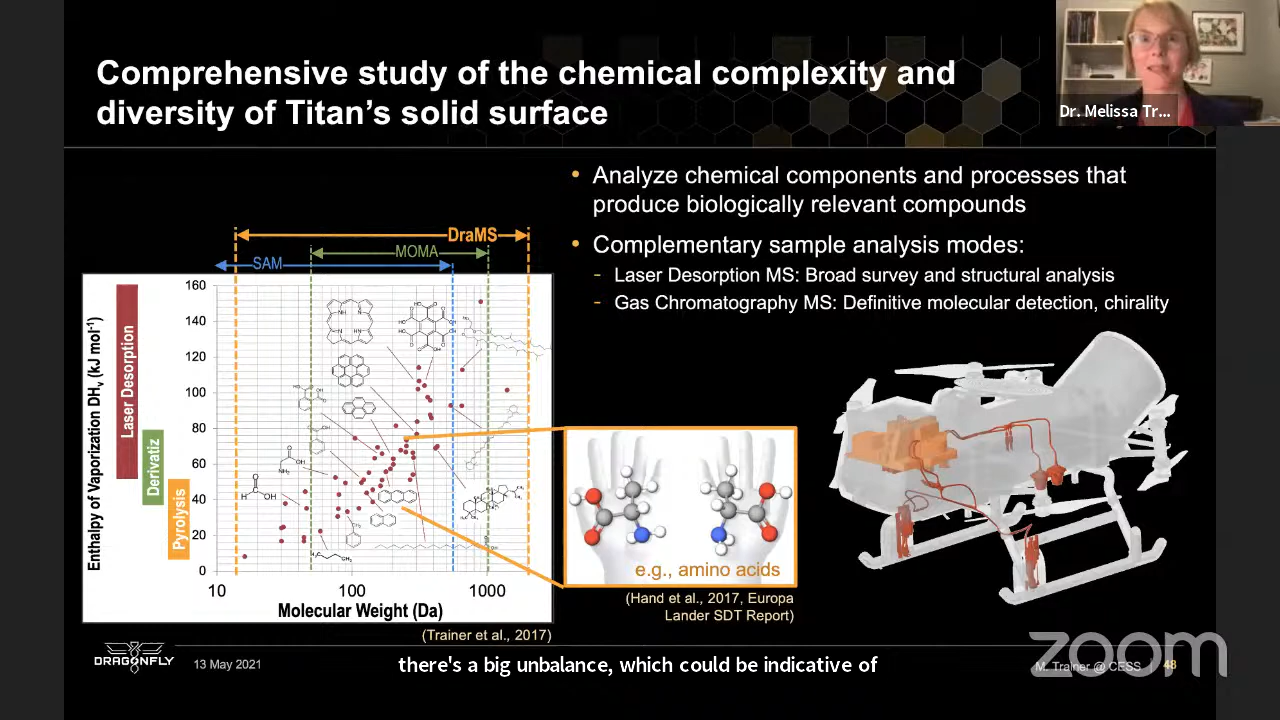 Comprehensive study of the chemical complexity and
diversity of Titan’s solid surface
Dr. Melissa Tr...
• Analyze chemical components and processes that
produce biologically relevant compounds
• Complementary sample analysis modes:
- Laser Desorption MS: Broad survey and structural analysis
- Gas Chromatography MS: Definitive molecular detection, chirality
DraMS
MOMA
SAM
Enthalpy of Vaporization DHv (kJ mol-1)
Laser Desorption
Derivatiz
Pyrolysis
160
140
120
100
80
60
40
20
0
10 100 1000
Molecular Weight (Da)
(Trainer et al., 2017)
e.g., amino acids
(Hand et al., 2017, Europa
Lander SDT Report)
DRAGONFLY
13 May 2021
M. Trainer @ CESS | 48
zoom
there's a big unbalance, which could be indicative of